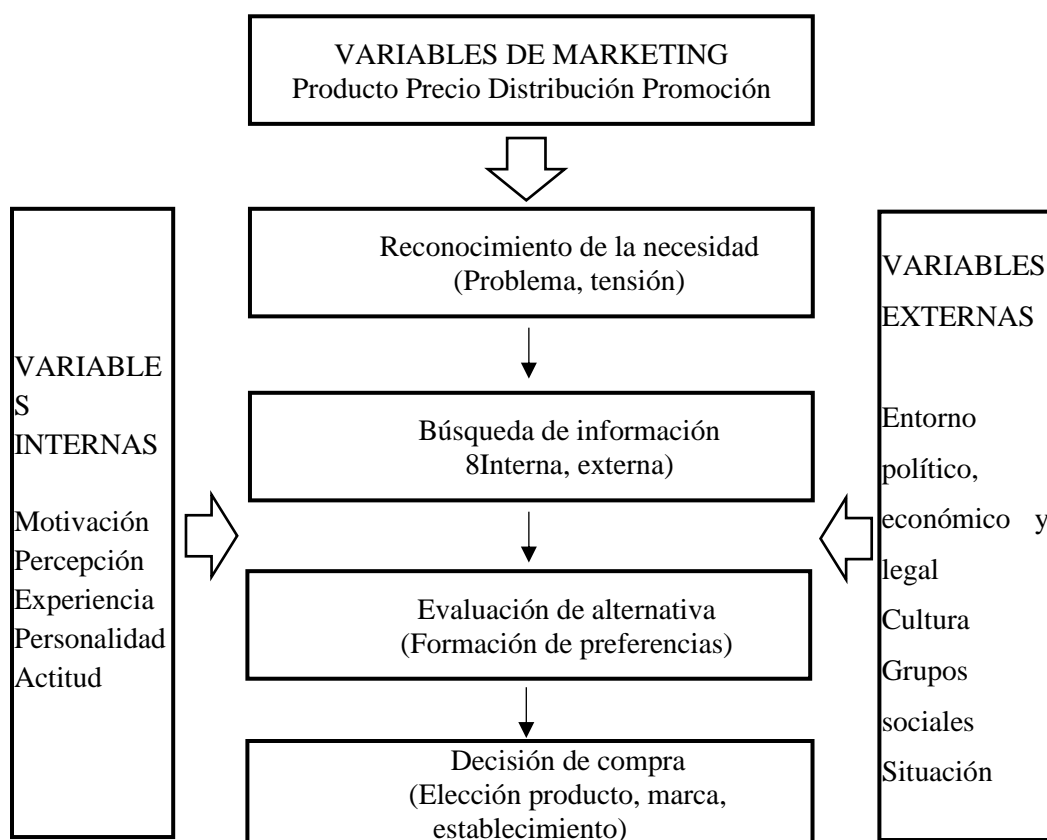 VARIABLES DE MARKETING
Producto Precio Distribución Promoción
Reconocimiento de la necesidad
(Problema, tensión)
VARIABLE
S
INTERNAS
Motivación
Percepción
Experiencia
Personalidad
Actitud
Búsqueda de información
8Interna, externa)
Evaluación de alternativa
(Formación de preferencias)
Decisión de compra
(Elección producto, marca,
establecimiento)
VARIABLES
EXTERNAS
Entorno
político,
económico y
legal
Cultura
Grupos
sociales
Situación